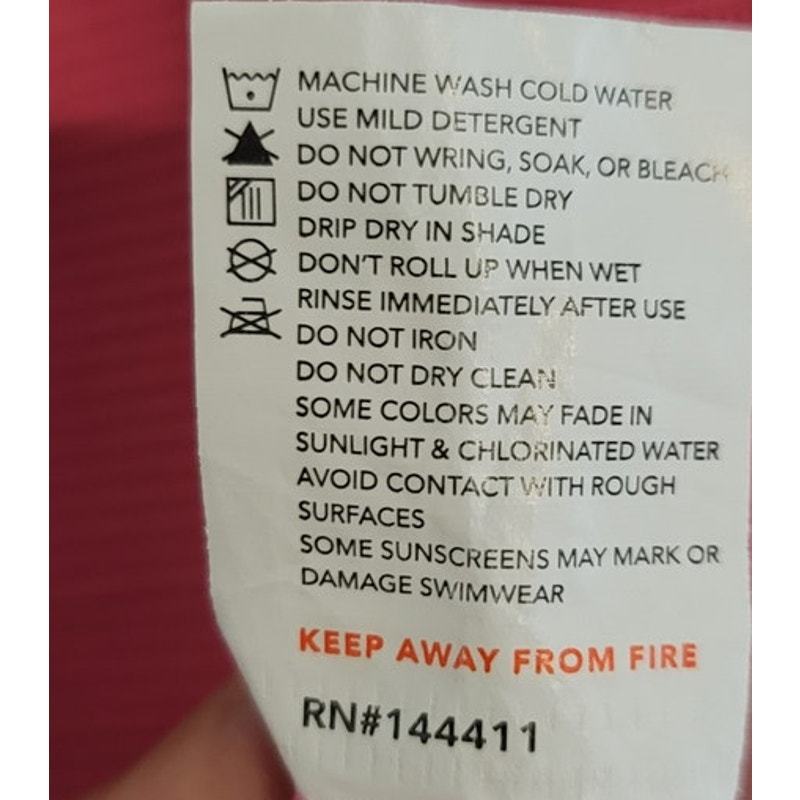 MACHINE WASH COLD WATER
USE MILD DETERGENT
DO NOT WRING, SOAK, OR BLEACH
DO NOT TUMBLE DRY
DRIP DRY IN SHADE
DON'T ROLL UP WHEN WET
RINSE IMMEDIATELY AFTER USE
DO NOT IRON
DO NOT DRY CLEAN
SOME COLORS MAY FADE IN
SUNLIGHT & CHLORINATED WATER
AVOID CONTACT WITH ROUGH
SURFACES
SOME SUNSCREENS MAY MARK OR
DAMAGE SWIMWEAR
KEEP AWAY FROM FIRE
RN#144411